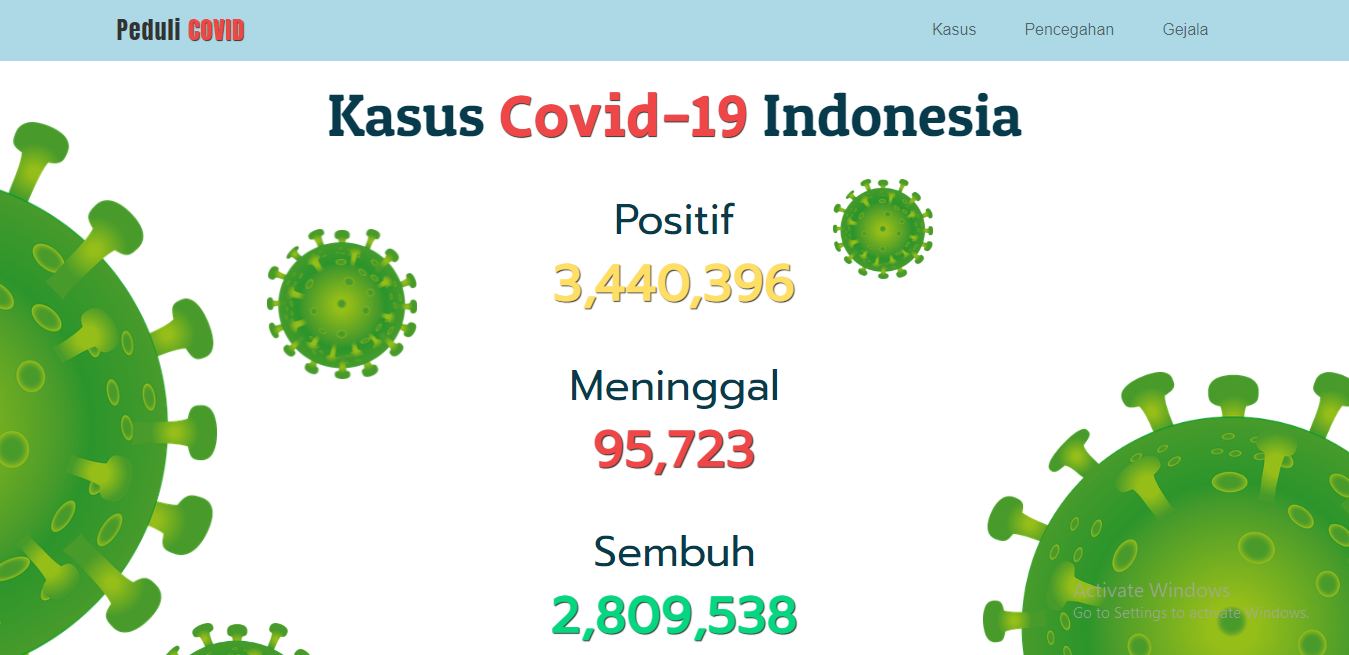 Peduli COVID
Kasus Pencegahan Gejala
Kasus Covid-19 Indonesia
Positif
3,440,396
Meninggal
95,723
Sembuh
2,809,538
Activate Windows
Go to Settings to activate Windows.